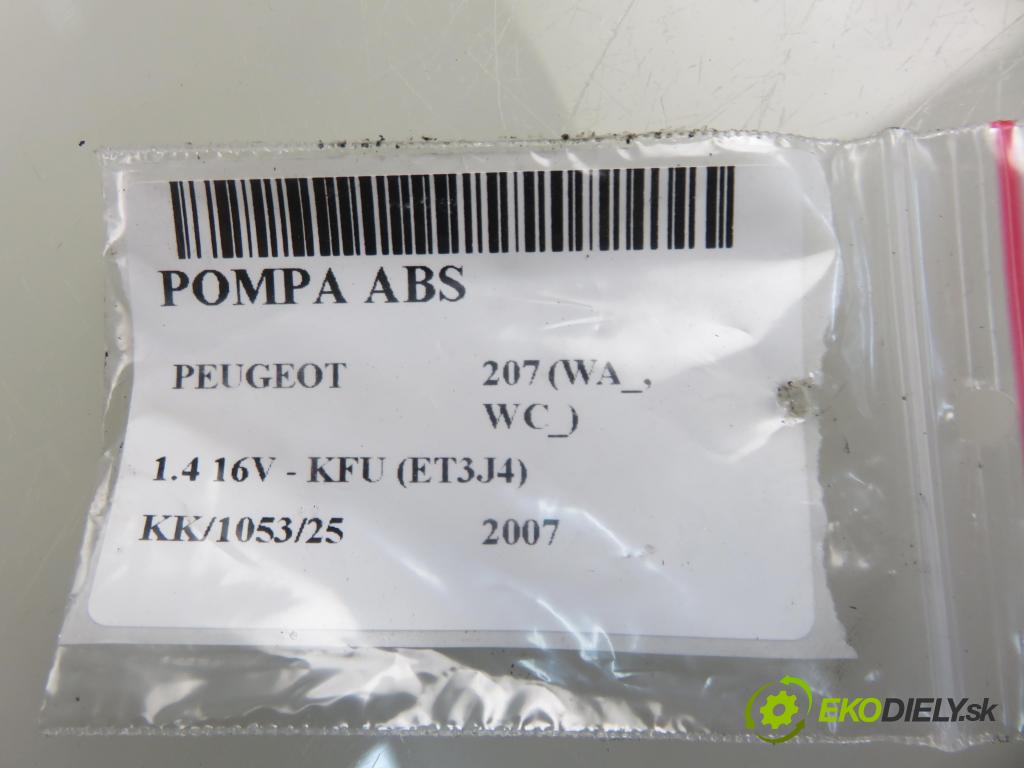 POMPA ABS
PEUGEOT 207 (WA_,
WC_)
1.4 16V - KFU (ET3J4)
KK/1053/25 2007
EKODIELY.sk